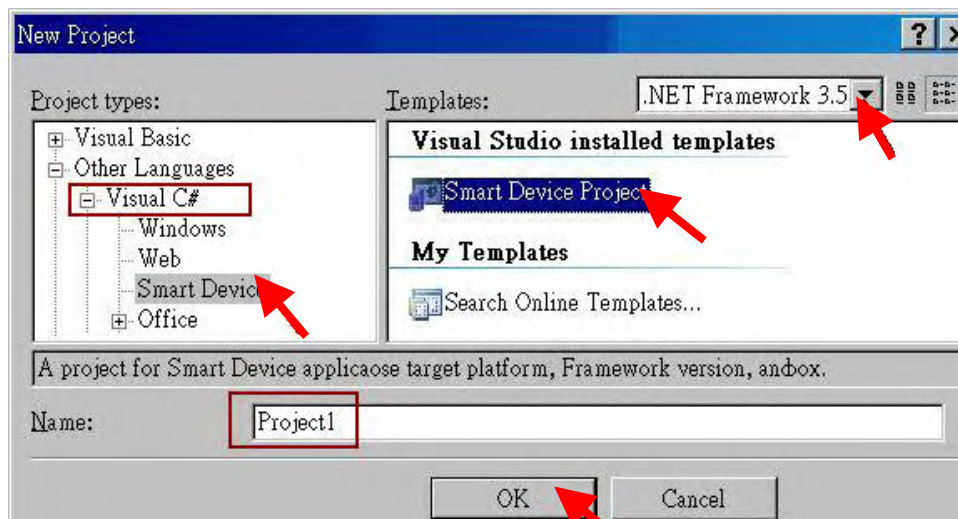 New Project
Project types:
Templates:
.NET Framework 3.5
Visual Basic
Other Languages
Visual C#
Windows
Web
Smart Device
Office
Visual Studio installed templates
Smart Device Project
My Templates
Search Online Templates...
A project for Smart Device applicaose target platform, Framework version, anbox.
Name:
Project1
OK
Cancel